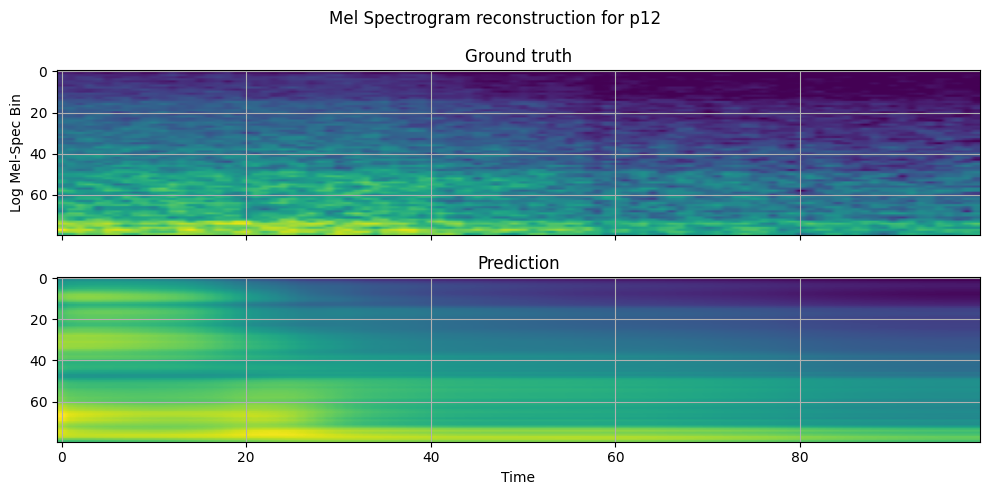 Mel Spectrogram reconstruction for p12
Ground truth
Log Mel-Spec Bin
0
20
40
60
Prediction
0
20
40
60
0 20 40 60 80
Time